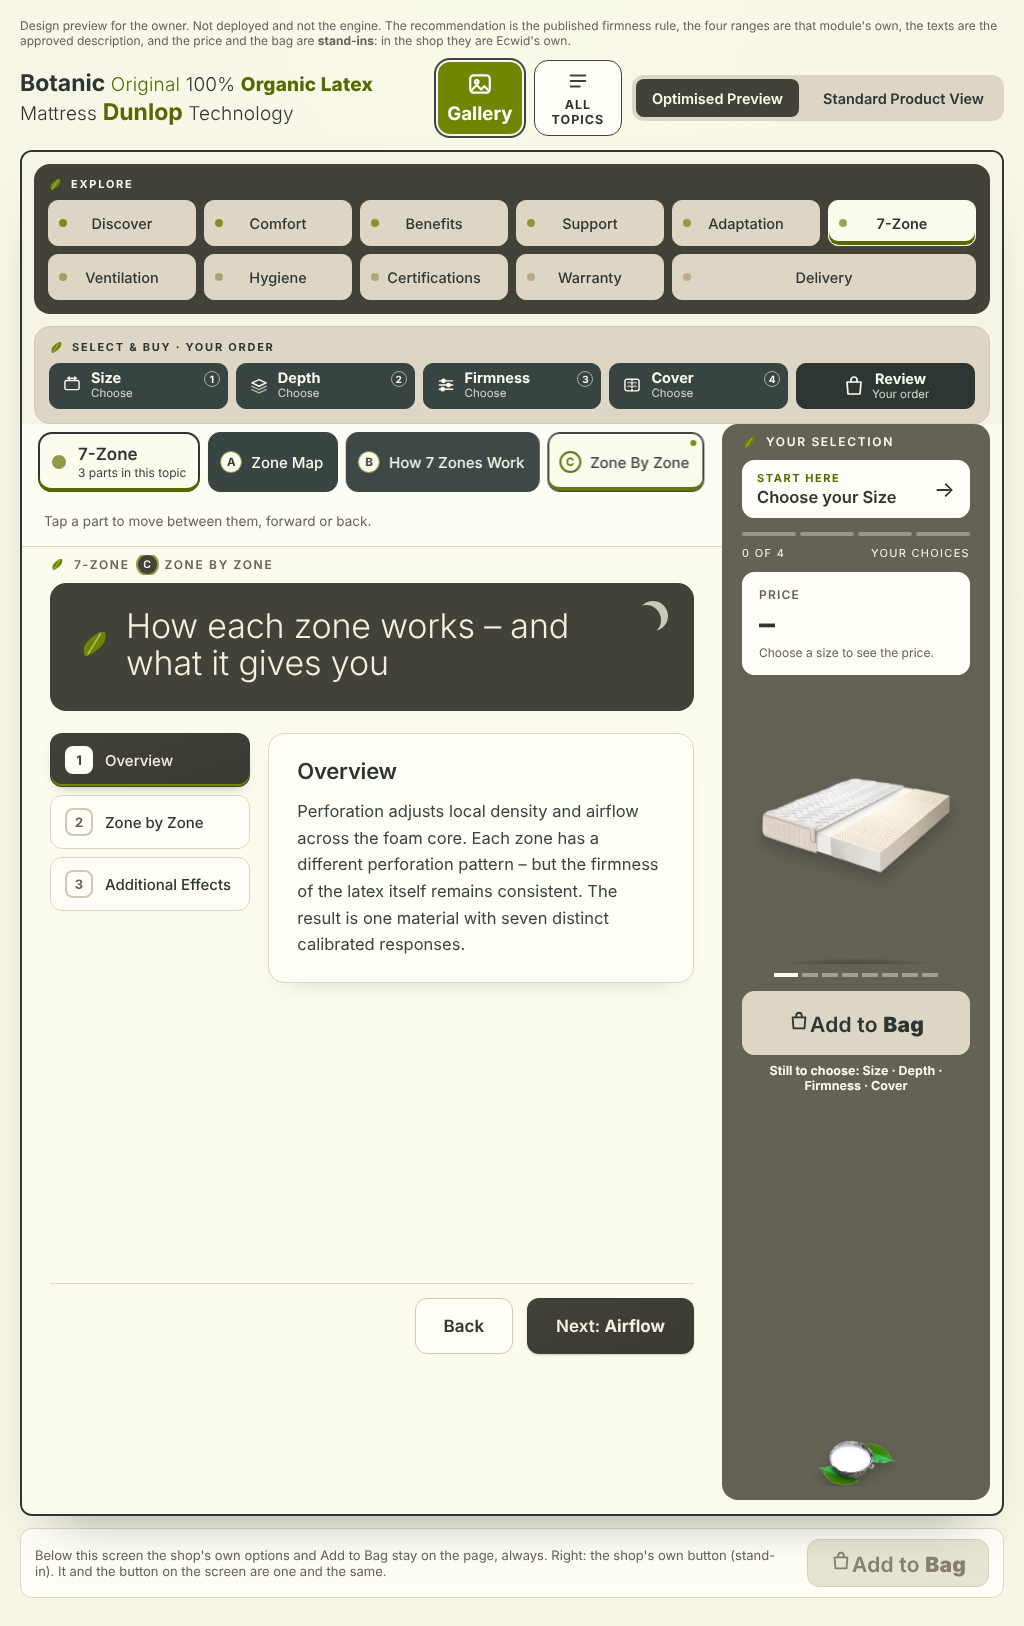 Design preview for the owner. Not deployed and not the engine. The recommendation is the published firmness rule, the four ranges are that module's own, the texts are the
approved description, and the price and the bag are stand-ins: in the shop they are Ecwid's own.
Botanic Original 100% Organic Latex
Mattress Dunlop Technology
Gallery
ALL
TOPICS
Optimised Preview
Standard Product View
EXPLORE
Discover
Comfort
Benefits
Support
Adaptation
7-Zone
Ventilation
Hygiene
Certifications
Warranty
Delivery
SELECT & BUY · YOUR ORDER
Size
Choose
1
Depth
Choose
2
Firmness
Choose
3
Cover
Choose
4
Review
Your order
7-Zone
3 parts in this topic
A Zone Map
B How 7 Zones Work
C Zone By Zone
Tap a part to move between them, forward or back.
7-ZONE C ZONE BY ZONE
How each zone works – and
what it gives you
1 Overview
2 Zone by Zone
3 Additional Effects
Overview
Perforation adjusts local density and airflow
across the foam core. Each zone has a
different perforation pattern – but the firmness
of the latex itself remains consistent. The
result is one material with seven distinct
calibrated responses.
Back
Next: Airflow
YOUR SELECTION
START HERE
Choose your Size
0 OF 4
YOUR CHOICES
PRICE
–
Choose a size to see the price.
Add to Bag
Still to choose: Size · Depth ·
Firmness · Cover
Below this screen the shop's own options and Add to Bag stay on the page, always. Right: the shop's own button (stand-
in). It and the button on the screen are one and the same.
Add to Bag